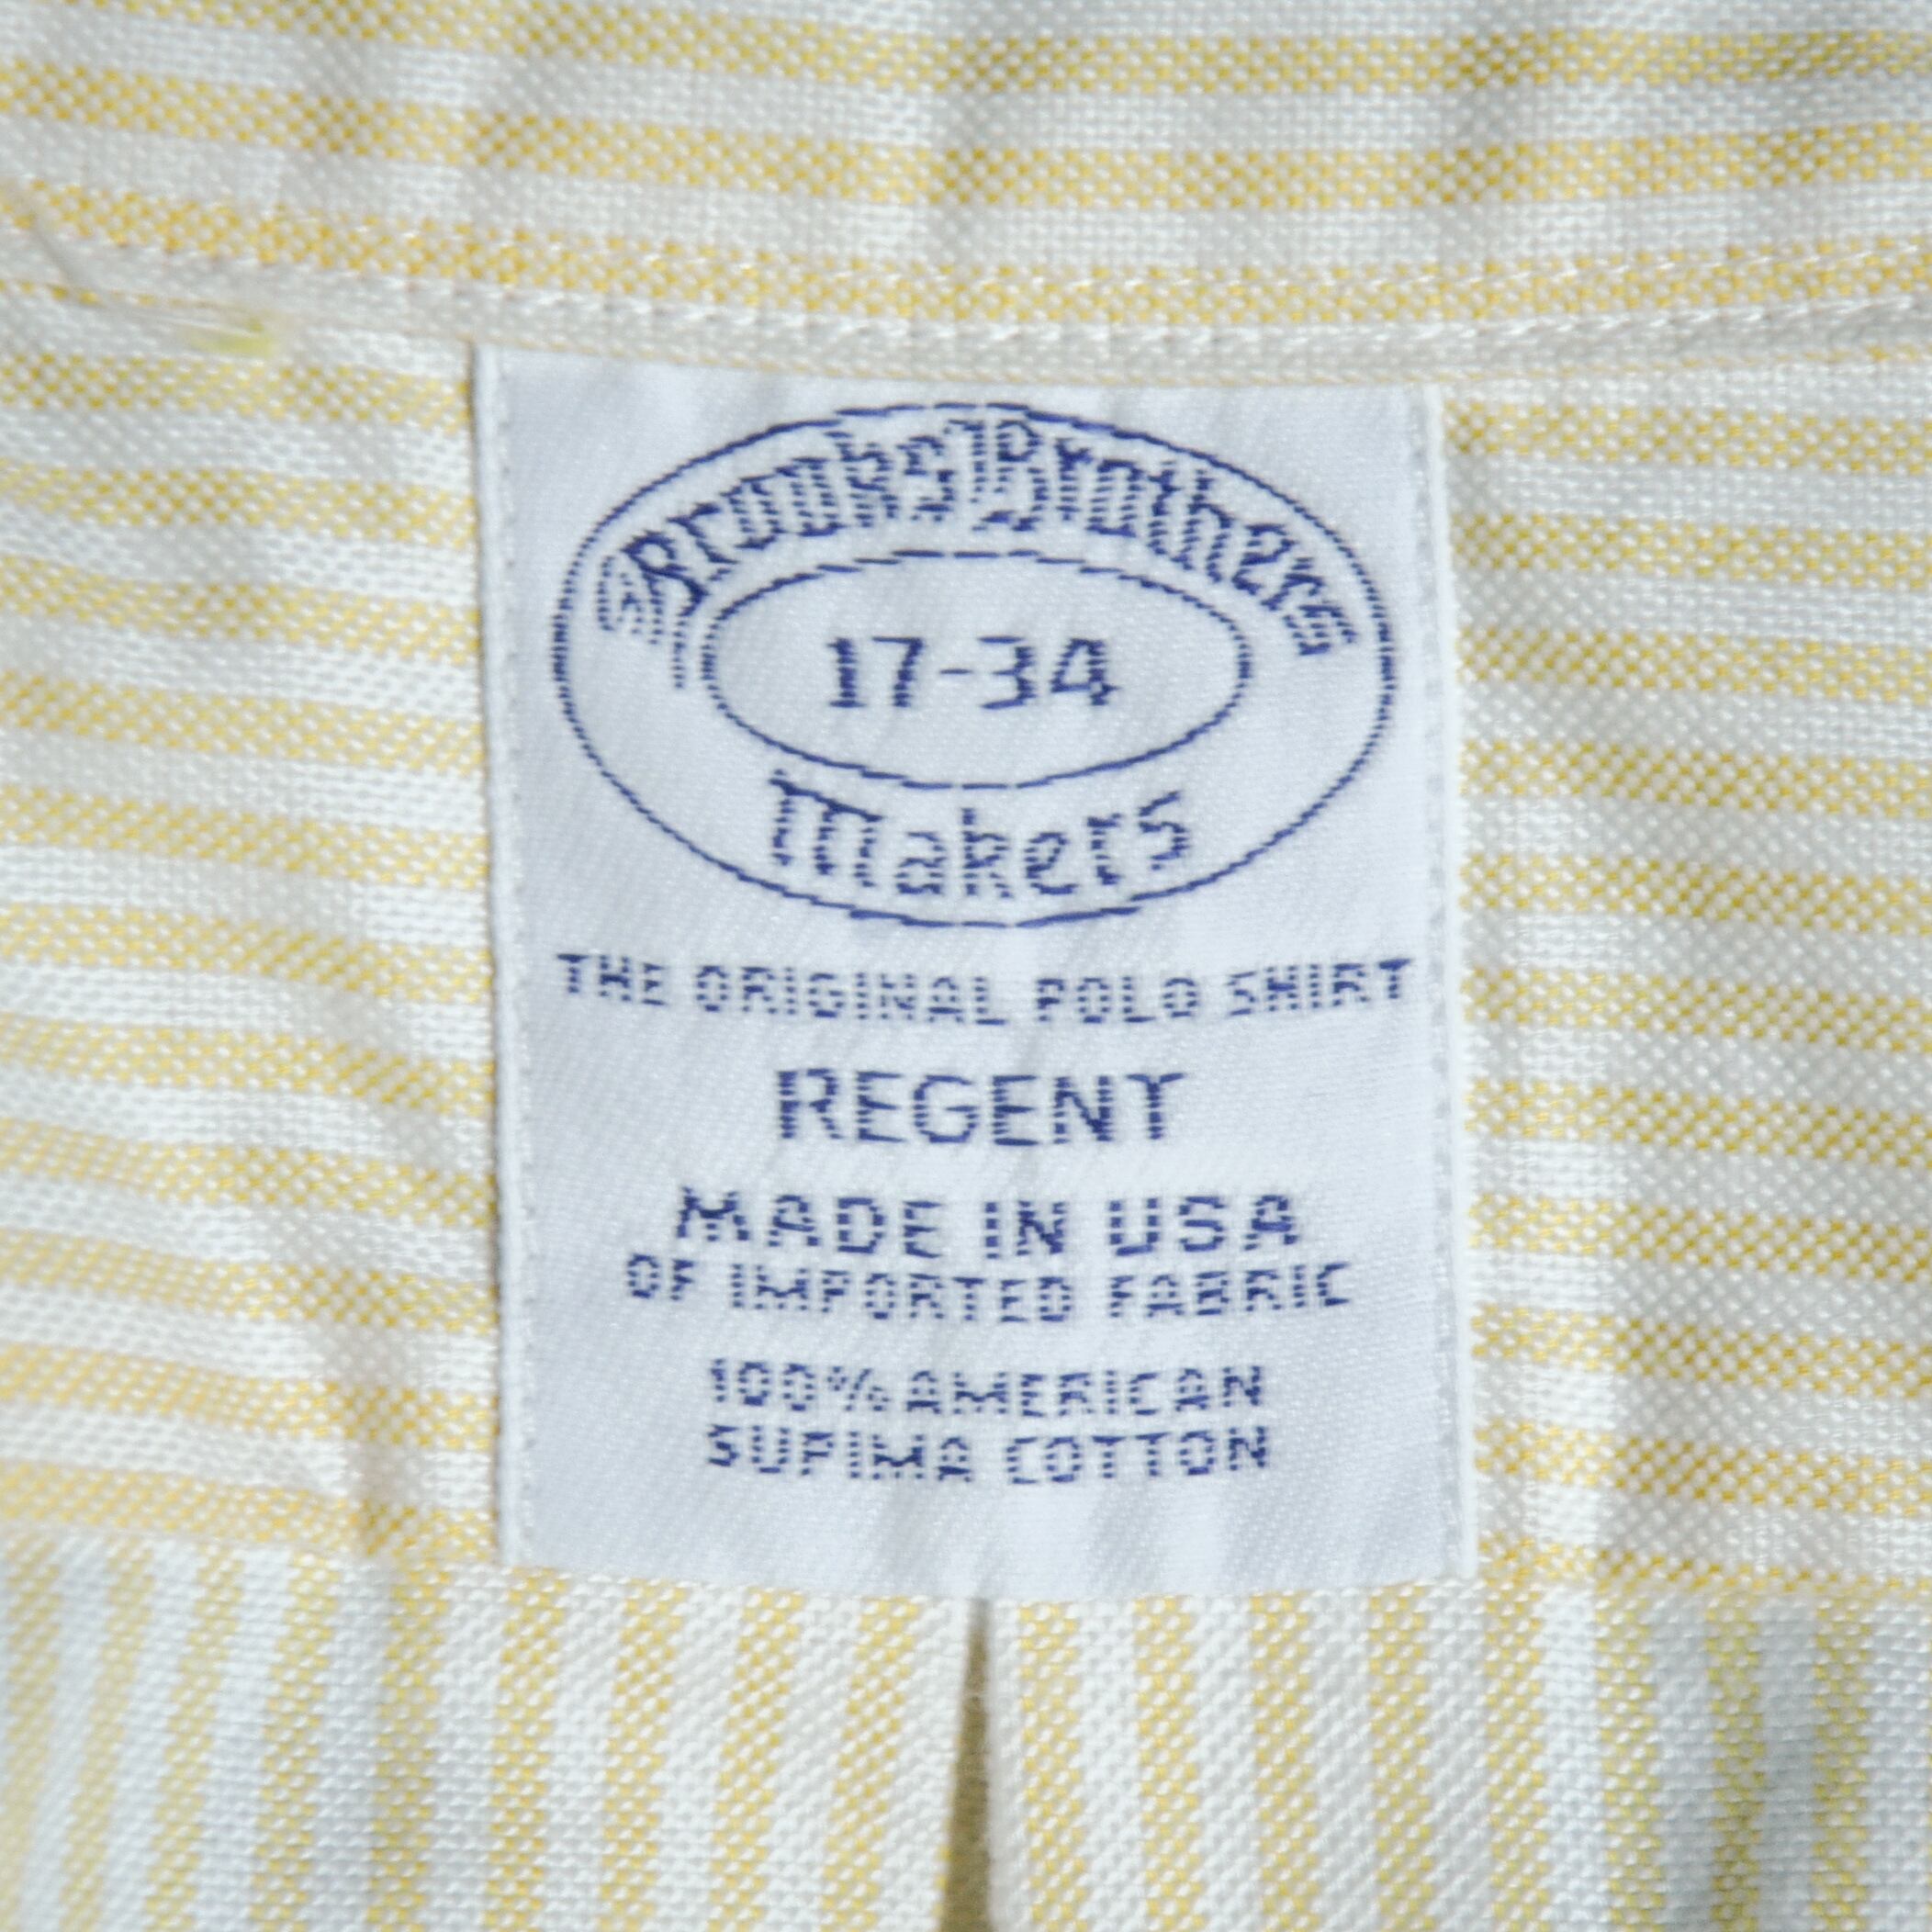 Brooks Brothers
17-34
Makers
THE ORIGINAL POLO SHIRT
REGENT
MADE IN USA
OF IMPORTED FABRIC
100% AMERICAN
SUPIMA COTTON